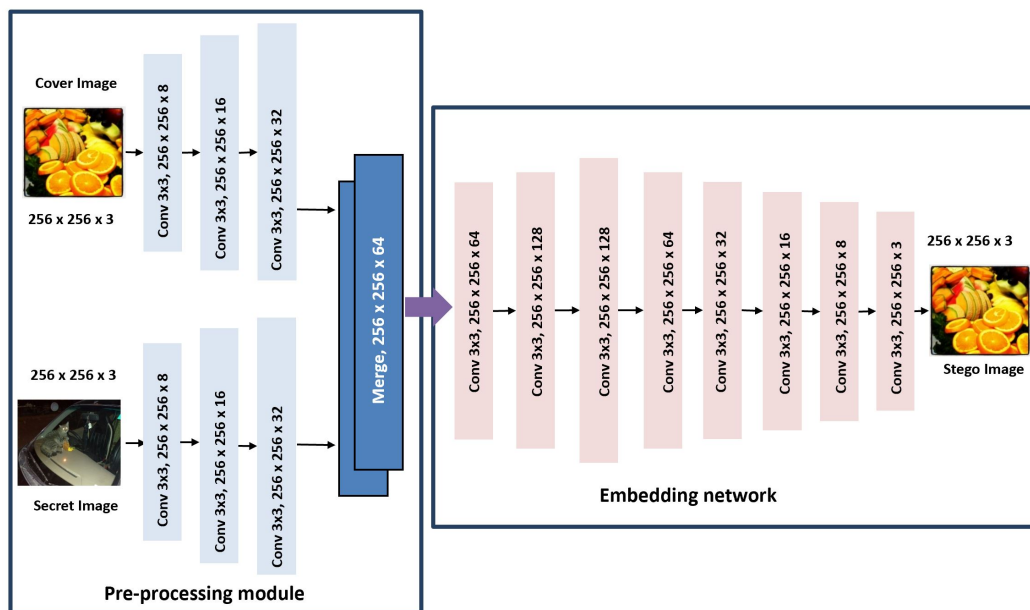 Cover Image
256 x 256 x 3
Conv 3x3, 256 x 256 x 8
Conv 3x3, 256 x 256 x 16
Conv 3x3, 256 x 256 x 32
256 x 256 x 3
Secret Image
Conv 3x3, 256 x 256 x 8
Conv 3x3, 256 x 256 x 16
Conv 3x3, 256 x 256 x 32
Merge, 256 x 256 x 64
Pre-processing module
Conv 3x3, 256 x 256 x 64
Conv 3x3, 256 x 256 x 128
Conv 3x3, 256 x 256 x 128
Conv 3x3, 256 x 256 x 64
Conv 3x3, 256 x 256 x 32
Conv 3x3, 256 x 256 x 16
Conv 3x3, 256 x 256 x 8
Conv 3x3, 256 x 256 x 3
256 x 256 x 3
Stego Image
Embedding network